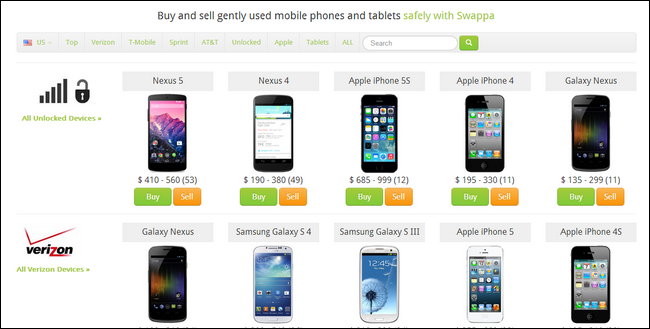 Buy and sell gently used mobile phones and tablets safely with Swappa
US Top Verizon T-Mobile Sprint AT&T Unlocked Apple Tablets ALL Search
Nexus 5 Nexus 4 Apple iPhone 5S Apple iPhone 4 Galaxy Nexus
All Unlocked Devices »
$ 410 - 560 (53) $ 190 - 380 (49) $ 685 - 999 (12) $ 195 - 330 (11) $ 135 - 299 (11)
Buy Sell Buy Sell Buy Sell Buy Sell Buy Sell
Galaxy Nexus Samsung Galaxy S 4 Samsung Galaxy S III Apple iPhone 5 Apple iPhone 4S
verizon
All Verizon Devices »
12:45